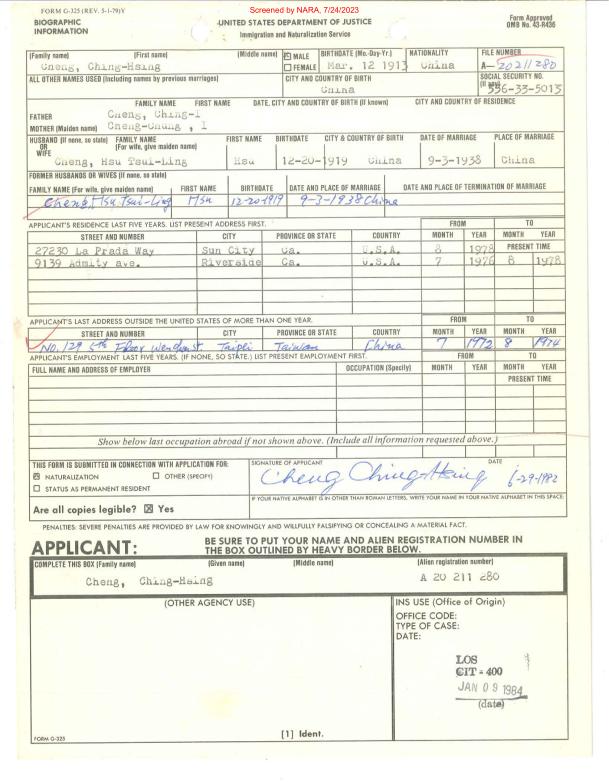 FORM G-325 (REV. 5-1-79)Y
Screened by NARA, 7/24/2023
Form Approved
OMB No. 43-R436
BIOGRAPHIC
INFORMATION
UNITED STATES DEPARTMENT OF JUSTICE
Immigration and Naturalization Service
(Family name) (First name) (Middle name) ☒ MALE BIRTHDATE (Mo.-Day-Yr.) NATIONALITY FILE NUMBER
Cheng, Ching-Hsing ☐ FEMALE Mar. 12 1913 China A—20211280
ALL OTHER NAMES USED (Including names by previous marriages) CITY AND COUNTRY OF BIRTH SOCIAL SECURITY NO.
(If any)
China 556-33-5013
FAMILY NAME FIRST NAME DATE, CITY AND COUNTRY OF BIRTH (If known) CITY AND COUNTRY OF RESIDENCE
FATHER Cheng, Ching-I
MOTHER (Maiden name) Cheng-Chung , I
HUSBAND (If none, so state) FAMILY NAME FIRST NAME BIRTHDATE CITY & COUNTRY OF BIRTH DATE OF MARRIAGE PLACE OF MARRIAGE
OR (For wife, give maiden name)
WIFE
Cheng, Hsu Tsui-Ling Hsu 12-20-1919 China 9-3-1938 China
FORMER HUSBANDS OR WIVES (If none, so state)
FAMILY NAME (For wife, give maiden name) FIRST NAME BIRTHDATE DATE AND PLACE OF MARRIAGE DATE AND PLACE OF TERMINATION OF MARRIAGE
Cheng, Hsu Tsui-Ling Hsu 12-20-1919 9-3-1938 China
APPLICANT'S RESIDENCE LAST FIVE YEARS. LIST PRESENT ADDRESS FIRST. FROM TO
STREET AND NUMBER CITY PROVINCE OR STATE COUNTRY MONTH YEAR MONTH YEAR
27230 La Prada Way Sun City Ca. U.S.A. 8 1978 PRESENT TIME
9139 Admity ave. Riverside Ca. U.S.A. 7 1976 8 1978
APPLICANT'S LAST ADDRESS OUTSIDE THE UNITED STATES OF MORE THAN ONE YEAR. FROM TO
STREET AND NUMBER CITY PROVINCE OR STATE COUNTRY MONTH YEAR MONTH YEAR
No. 129 5th Floor St. Taipei Taiwan China 7 1972 8 1974
APPLICANT'S EMPLOYMENT LAST FIVE YEARS. (IF NONE, SO STATE.) LIST PRESENT EMPLOYMENT FIRST. FROM TO
FULL NAME AND ADDRESS OF EMPLOYER OCCUPATION (Specify) MONTH YEAR MONTH YEAR
PRESENT TIME
Show below last occupation abroad if not shown above. (Include all information requested above.)
THIS FORM IS SUBMITTED IN CONNECTION WITH APPLICATION FOR: SIGNATURE OF APPLICANT DATE
☒ NATURALIZATION ☐ OTHER (SPECIFY) Cheng Ching-Hsing 6-29-1982
☐ STATUS AS PERMANENT RESIDENT
IF YOUR NATIVE ALPHABET IS IN OTHER THAN ROMAN LETTERS, WRITE YOUR NAME IN YOUR NATIVE ALPHABET IN THIS SPACE:
Are all copies legible? ☒ Yes
PENALTIES: SEVERE PENALTIES ARE PROVIDED BY LAW FOR KNOWINGLY AND WILLFULLY FALSIFYING OR CONCEALING A MATERIAL FACT.
APPLICANT: BE SURE TO PUT YOUR NAME AND ALIEN REGISTRATION NUMBER IN
THE BOX OUTLINED BY HEAVY BORDER BELOW.
COMPLETE THIS BOX (Family name) (Given name) (Middle name) (Alien registration number)
Cheng, Ching-Hsing A 20 211 280
(OTHER AGENCY USE) INS USE (Office of Origin)
OFFICE CODE:
TYPE OF CASE:
DATE:
LOS
CIT - 400
JAN 09 1984
(date)
[1] Ident.
FORM G-325